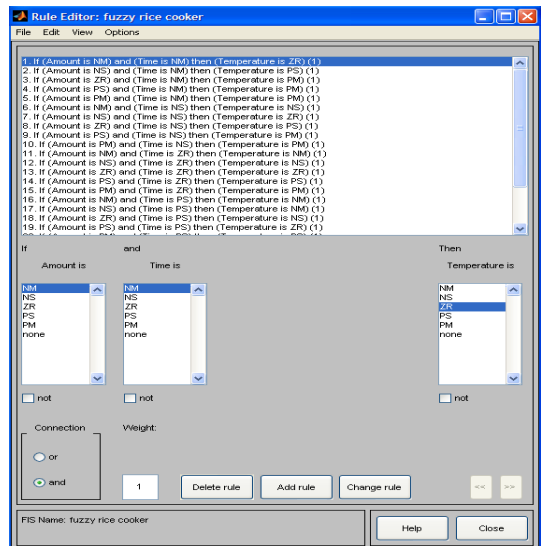 Rule Editor: fuzzy rice cooker
File Edit View Options
1. If (Amount is NM) and (Time is NM) then (Temperature is ZR) (1)
2. If (Amount is NS) and (Time is NM) then (Temperature is PS) (1)
3. If (Amount is ZR) and (Time is NM) then (Temperature is PM) (1)
4. If (Amount is PS) and (Time is NM) then (Temperature is PM) (1)
5. If (Amount is PM) and (Time is NM) then (Temperature is PM) (1)
6. If (Amount is NM) and (Time is NS) then (Temperature is NS) (1)
7. If (Amount is NS) and (Time is NS) then (Temperature is ZR) (1)
8. If (Amount is ZR) and (Time is NS) then (Temperature is PS) (1)
9. If (Amount is PS) and (Time is NS) then (Temperature is PM) (1)
10. If (Amount is PM) and (Time is NS) then (Temperature is PM) (1)
11. If (Amount is NM) and (Time is ZR) then (Temperature is NM) (1)
12. If (Amount is NS) and (Time is ZR) then (Temperature is NS) (1)
13. If (Amount is ZR) and (Time is ZR) then (Temperature is ZR) (1)
14. If (Amount is PS) and (Time is ZR) then (Temperature is PS) (1)
15. If (Amount is PM) and (Time is ZR) then (Temperature is PM) (1)
16. If (Amount is NM) and (Time is PS) then (Temperature is NM) (1)
17. If (Amount is NS) and (Time is PS) then (Temperature is NM) (1)
18. If (Amount is ZR) and (Time is PS) then (Temperature is NS) (1)
19. If (Amount is PS) and (Time is PS) then (Temperature is ZR) (1)
If and Then
Amount is Time is Temperature is
NM NM NM
NS NS NS
ZR ZR ZR
PS PS PS
PM PM PM
none none none
not not not
Connection Weight:
or
and 1 Delete rule Add rule Change rule << >>
FIS Name: fuzzy rice cooker
Help Close